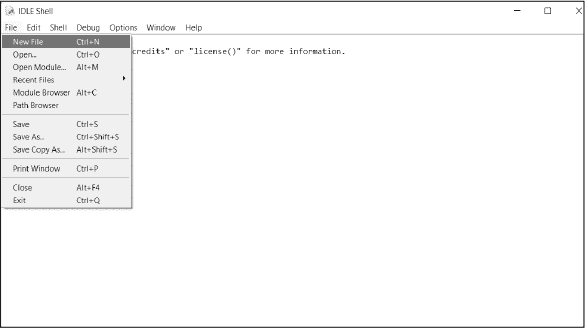 IDLE Shell
File Edit Shell Debug Options Window Help
credits" or "license()" for more information.
New File Ctrl+N
Open... Ctrl+O
Open Module... Alt+M
Recent Files
Module Browser Alt+C
Path Browser
Save Ctrl+S
Save As... Ctrl+Shift+S
Save Copy As... Alt+Shift+S
Print Window Ctrl+P
Close Alt+F4
Exit Ctrl+Q